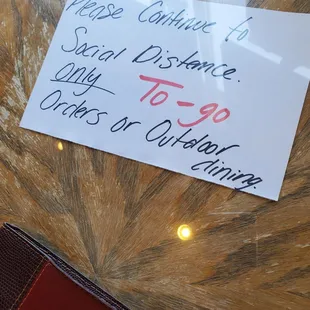 Please Continue to
Social Distance.
only To-go
Orders or Outdoor
dining.